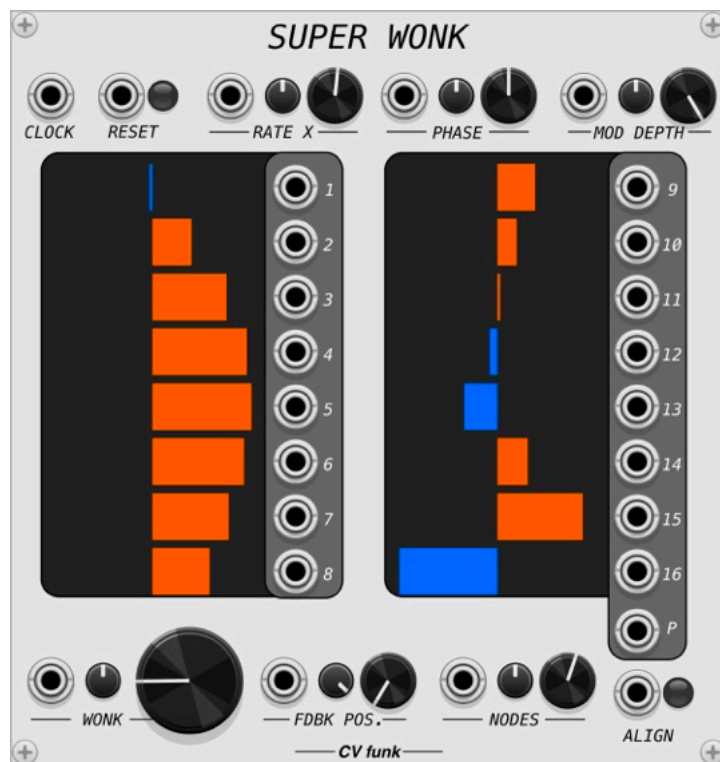 SUPER WONK
CLOCK RESET RATE X PHASE MOD DEPTH
1 9
2 10
3 11
4 12
5 13
6 14
7 15
8 16
P
WONK FDBK POS. NODES
ALIGN
CV funk